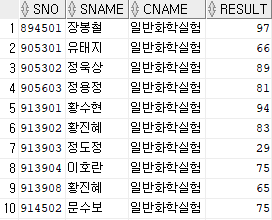 SNO SNAME CNAME RESULT
1 894501 장봉철 일반화학실험 97
2 905301 유태지 일반화학실험 66
3 905302 정욱상 일반화학실험 89
4 905603 정용정 일반화학실험 81
5 913901 황수현 일반화학실험 94
6 913902 황진혜 일반화학실험 83
7 913903 정도정 일반화학실험 29
8 913904 이호란 일반화학실험 75
9 913908 황진혜 일반화학실험 65
10 914502 문수보 일반화학실험 75